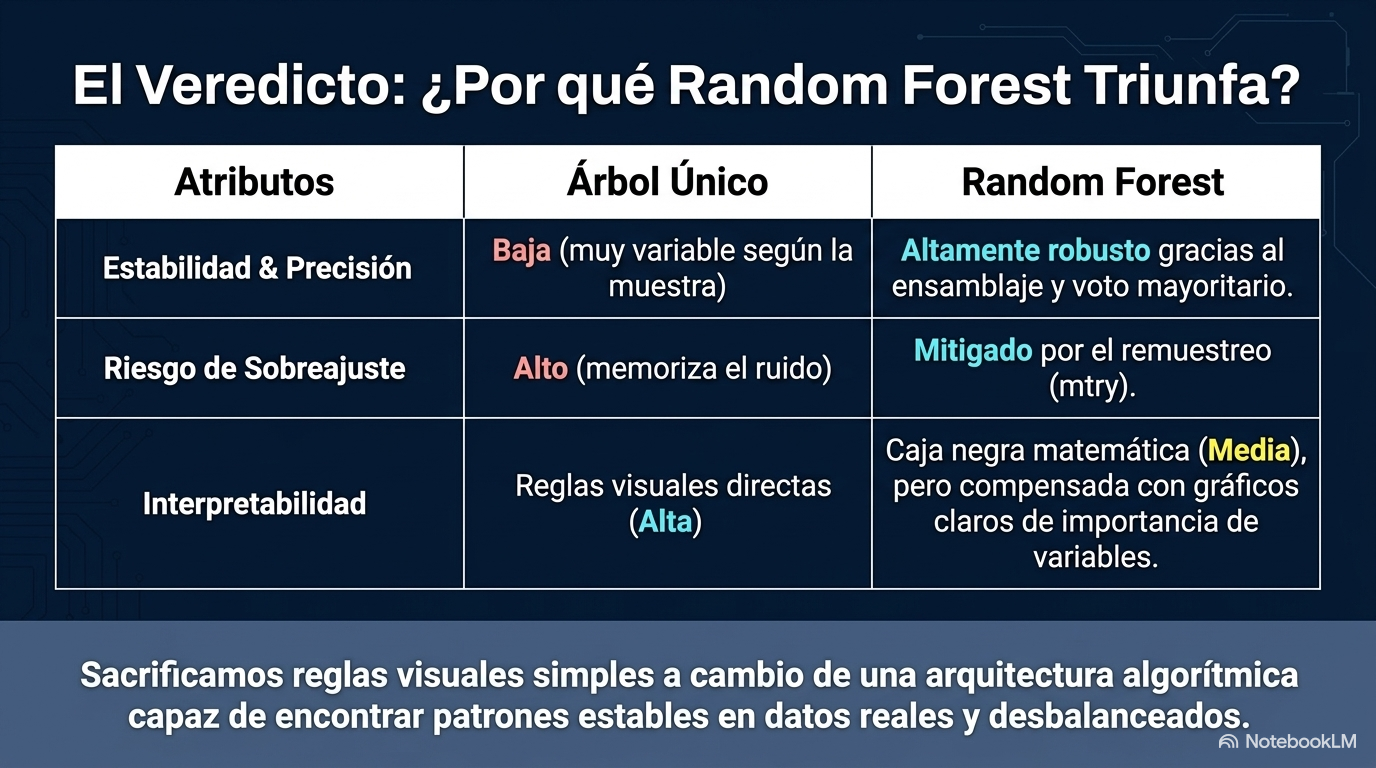 El Veredicto: ¿Por qué Random Forest Triunfa?
Atributos
Árbol Único
Random Forest
Estabilidad & Precisión
Baja (muy variable según la
muestra)
Altamente robusto gracias al
ensamblaje y voto mayoritario.
Riesgo de Sobreajuste
Alto (memoriza el ruido)
Mitigado por el remuestreo
(mtry).
Interpretabilidad
Reglas visuales directas
(Alta)
Caja negra matemática (Media),
pero compensada con gráficos
claros de importancia de
variables.
Sacrificamos reglas visuales simples a cambio de una arquitectura algorítmica
capaz de encontrar patrones estables en datos reales y desbalanceados.
NotebookLM